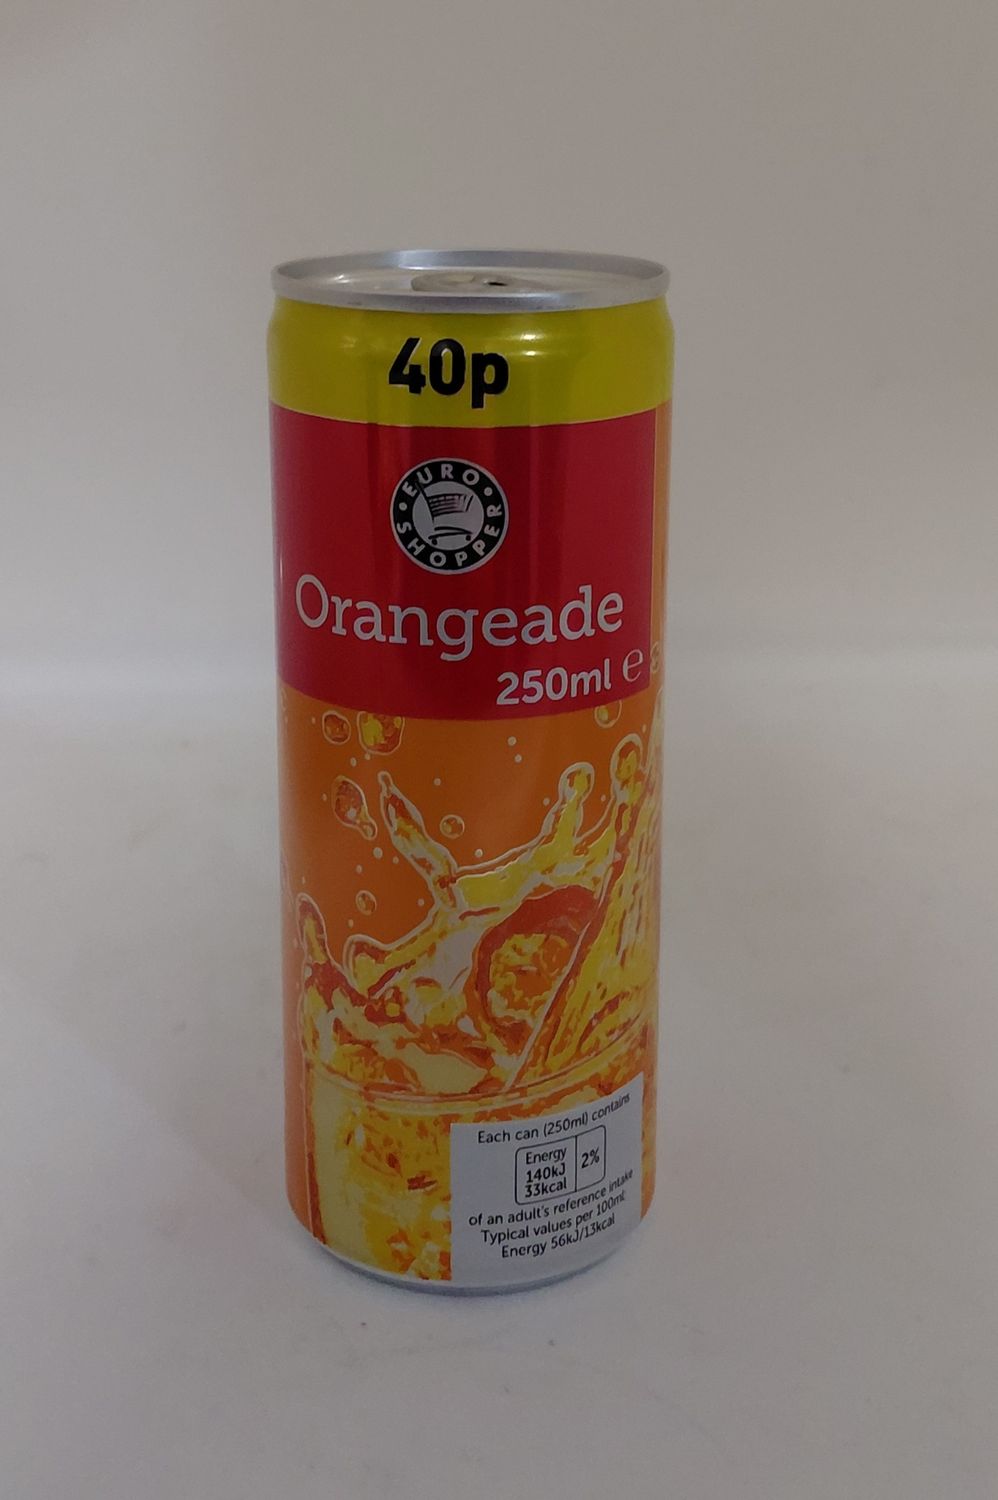 40p
EURO
SHOPPER
Orangeade
250ml ℮
Each can (250ml) contains
Energy
140kJ
33kcal
2%
of an adult's reference intake
Typical values per 100ml:
Energy 56kJ/13kcal